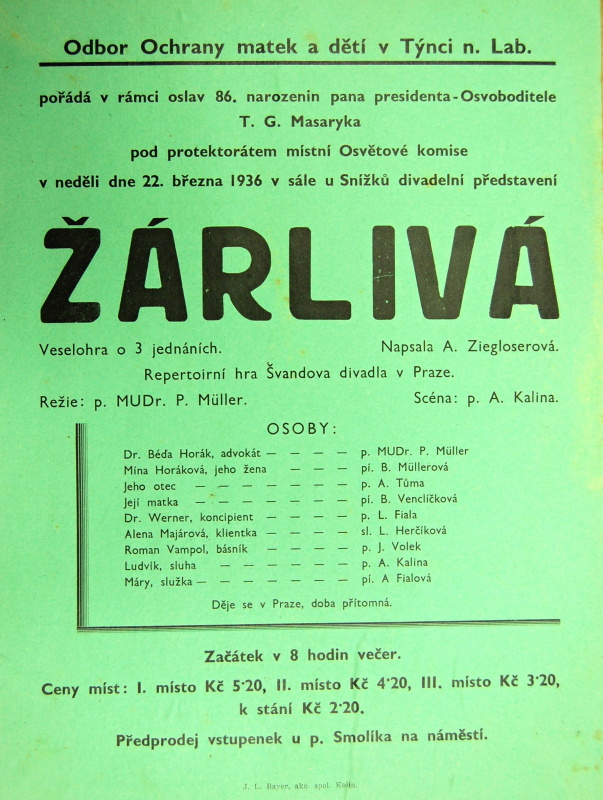 Odbor Ochrany matek a dětí v Týnci n. Lab.
pořádá v rámci oslav 86. narozenin pana presidenta-Osvoboditele
T. G. Masaryka
pod protektorátem místní Osvětové komise
v neděli dne 22. března 1936 v sále u Snížků divadelní představení
ŽÁRLIVÁ
Veselohra o 3 jednáních. Napsala A. Ziegloserová.
Repertoirní hra Švandova divadla v Praze.
Režie: p. MUDr. P. Müller. Scéna: p. A. Kalina.
OSOBY:
Dr. Béďa Horák, advokát — — — — p. MUDr. P. Müller
Mína Horáková, jeho žena — — — — pí. B. Müllerová
Jeho otec — — — — — — — — p. A. Tůma
Její matka — — — — — — — — pí. B. Venclíčková
Dr. Werner, koncipient — — — — — p. L. Fiala
Alena Majárová, klientka — — — — sl. L. Herčíková
Roman Vampol, básník — — — — p. J. Volek
Ludvík, sluha — — — — — — — p. A. Kalina
Máry, služka — — — — — — — pí. A Fialová
Děje se v Praze, doba přítomná.
Začátek v 8 hodin večer.
Ceny míst: I. místo Kč 5·20, II. místo Kč 4·20, III. místo Kč 3·20,
k stání Kč 2·20.
Předprodej vstupenek u p. Smolíka na náměstí.
J. L. Bayer, akc. spol. Kolín.